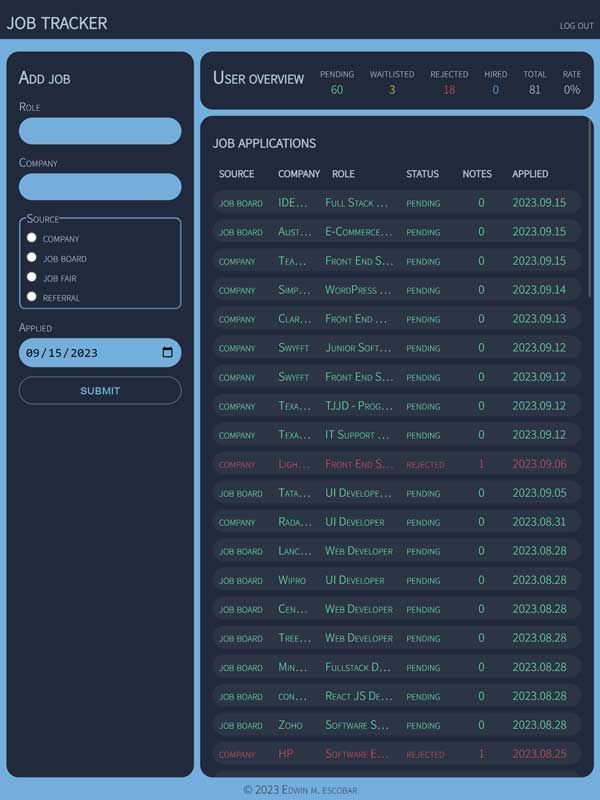 JOB TRACKER
LOG OUT
ADD JOB
ROLE
COMPANY
SOURCE
COMPANY
JOB BOARD
JOB FAIR
REFERRAL
APPLIED
09/15/2023
SUBMIT
USER OVERVIEW
PENDING WAITLISTED REJECTED HIRED TOTAL RATE
60 3 18 0 81 0%
JOB APPLICATIONS
SOURCE COMPANY ROLE STATUS NOTES APPLIED
JOB BOARD IDE... FULL STACK ... PENDING 0 2023.09.15
JOB BOARD AUST... E-COMMERCE... PENDING 0 2023.09.15
COMPANY TEA... FRONT END S... PENDING 0 2023.09.15
COMPANY SIMP... WORDPRESS ... PENDING 0 2023.09.14
COMPANY CLAR... FRONT END ... PENDING 0 2023.09.13
COMPANY SWYFFT JUNIOR SOFT... PENDING 0 2023.09.12
COMPANY SWYFFT FRONT END S... PENDING 0 2023.09.12
COMPANY TEXA... TJJD - PROG... PENDING 0 2023.09.12
COMPANY TEXA... IT SUPPORT ... PENDING 0 2023.09.12
COMPANY LIGH... FRONT END S... REJECTED 1 2023.09.06
JOB BOARD TATA... UI DEVELOPE... PENDING 0 2023.09.05
COMPANY RADA... UI DEVELOPER PENDING 0 2023.08.31
JOB BOARD LANC... WEB DEVELOPER PENDING 0 2023.08.28
JOB BOARD WIPRO UI DEVELOPER PENDING 0 2023.08.28
JOB BOARD CEN... WEB DEVELOPER PENDING 0 2023.08.28
JOB BOARD TREE... WEB DEVELOPER PENDING 0 2023.08.28
JOB BOARD MIN... FULLSTACK D... PENDING 0 2023.08.28
JOB BOARD CON... REACT JS DE... PENDING 0 2023.08.28
JOB BOARD ZOHO SOFTWARE S... PENDING 0 2023.08.28
COMPANY HP SOFTWARE E... REJECTED 1 2023.08.25
© 2023 EDWIN M. ESCOBAR